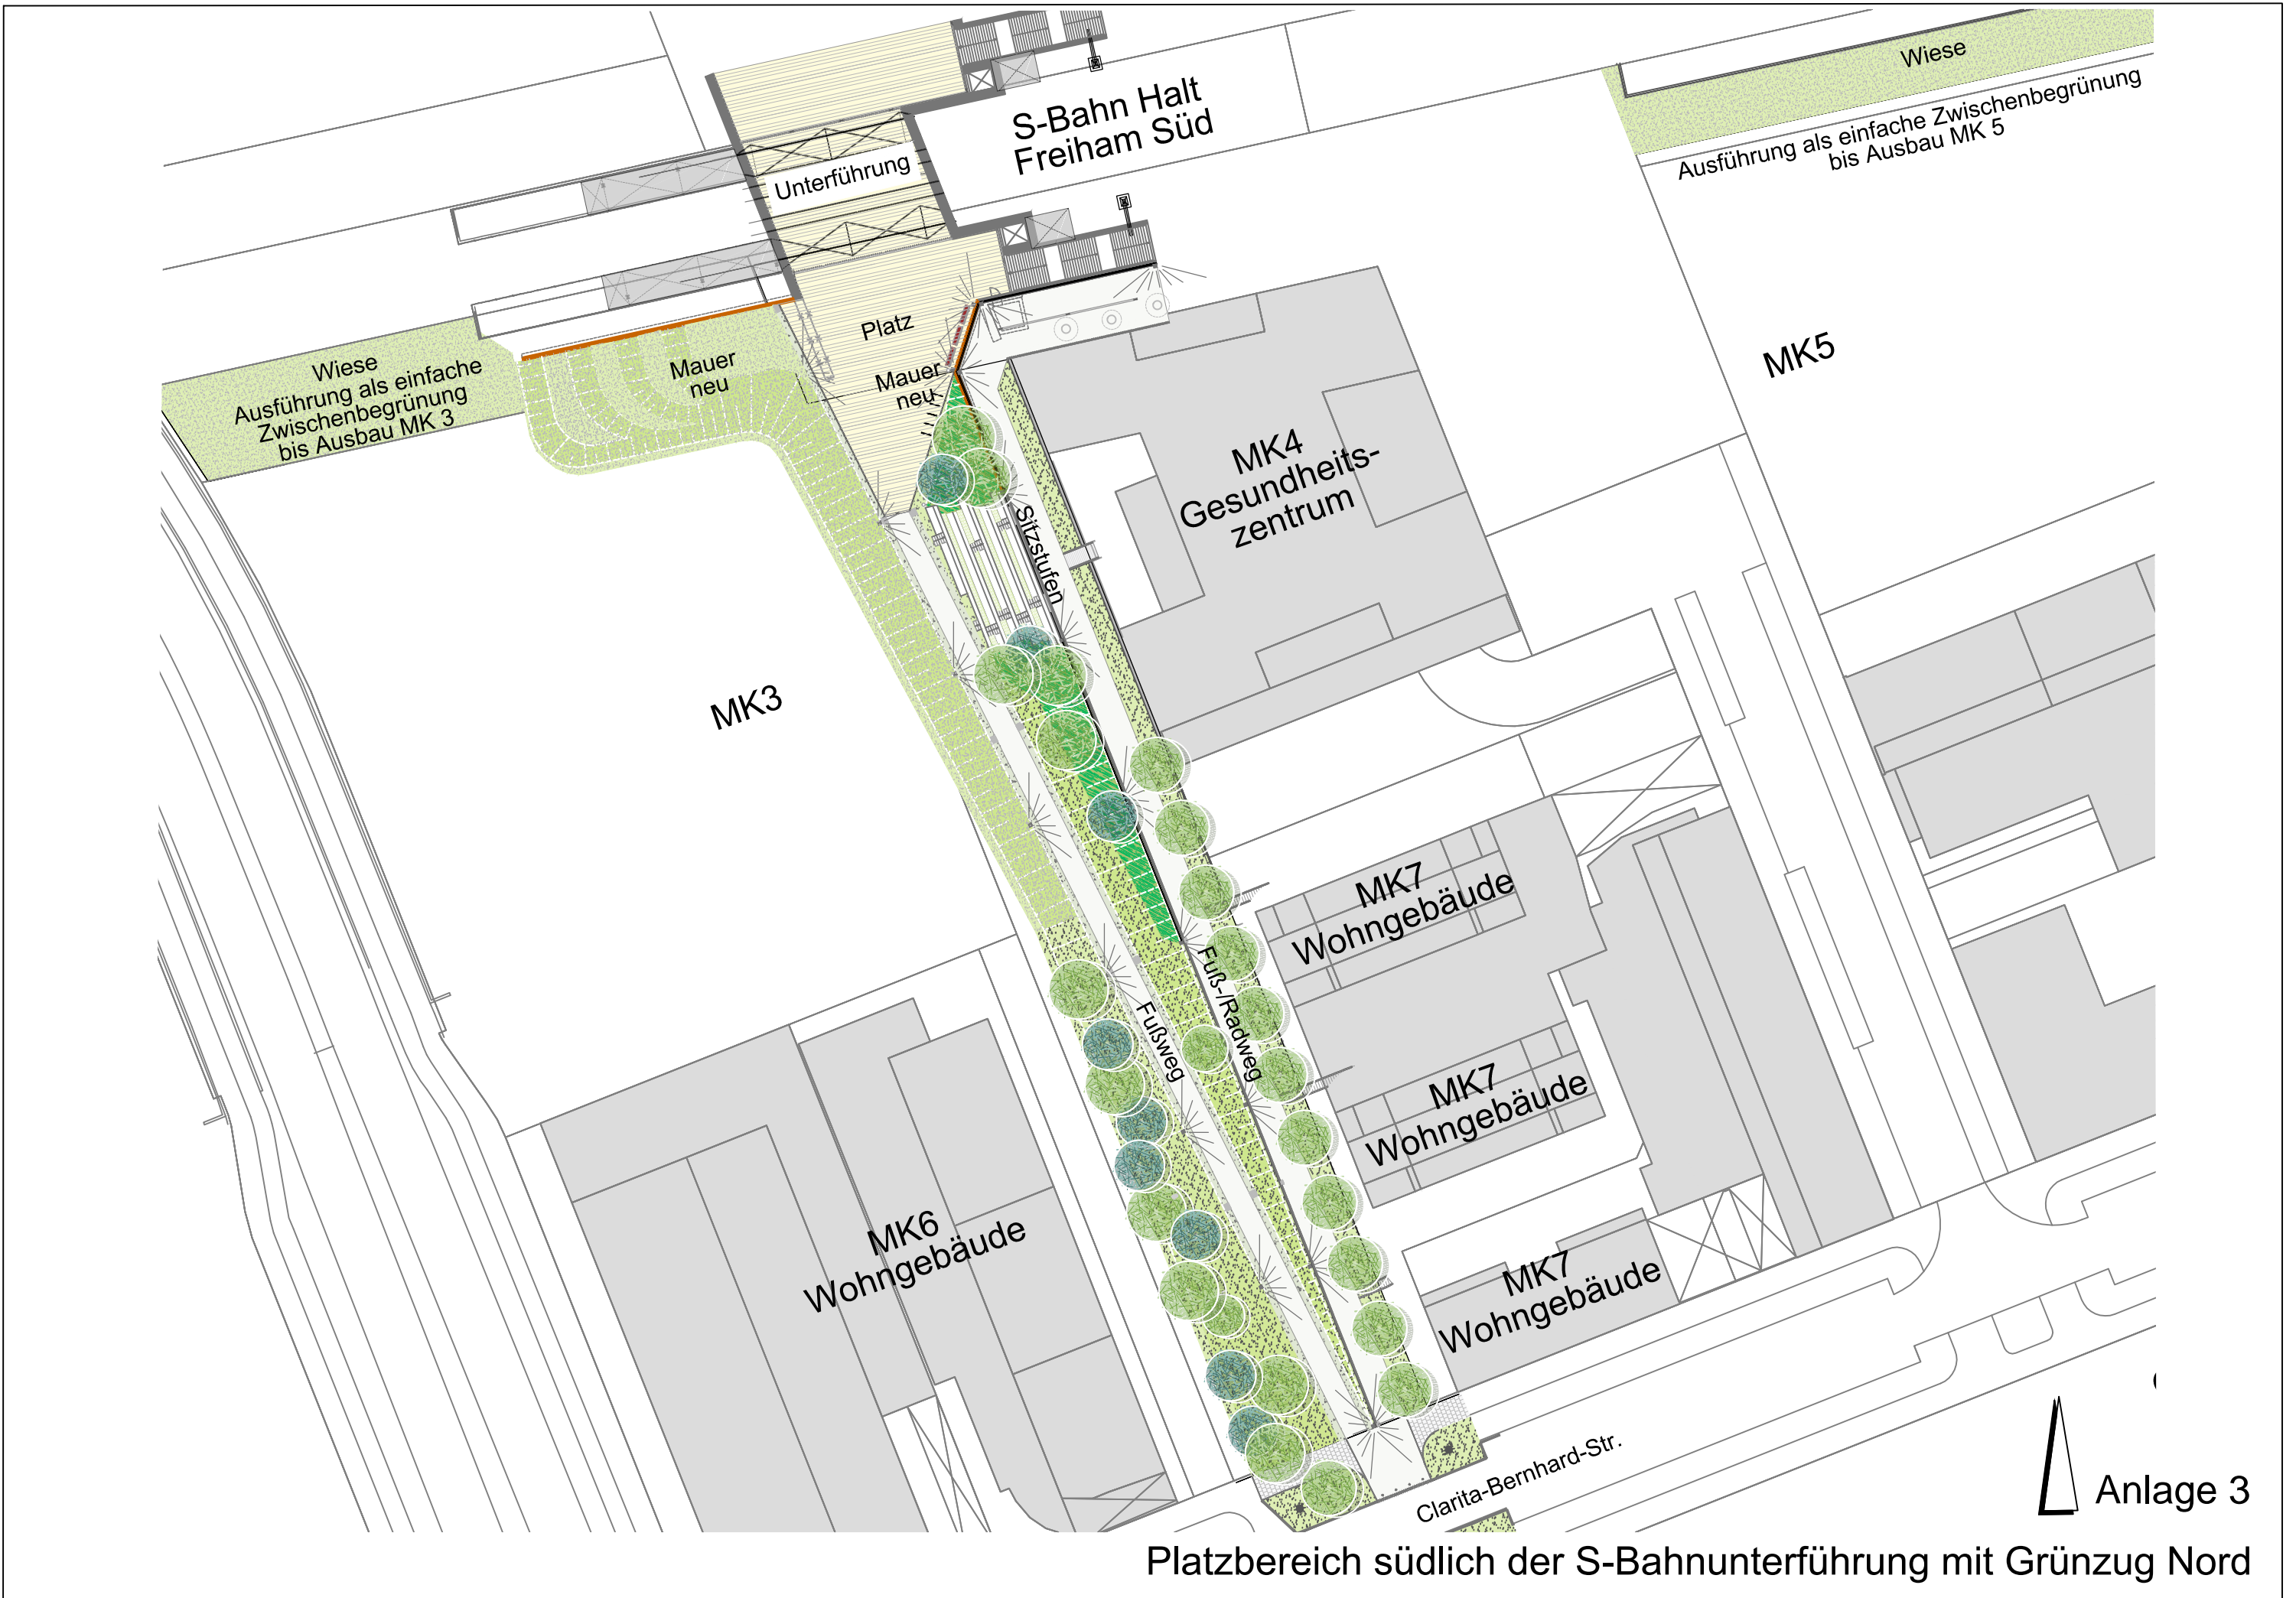 Wiese
Ausführung als einfache Zwischenbegrünung
bis Ausbau MK 5
S-Bahn Halt
Freiham Süd
Unterführung
Platz
Mauer
neu
Mauer
neu
Wiese
Ausführung als einfache
Zwischenbegrünung
bis Ausbau MK 3
MK5
MK4
Gesundheits-
zentrum
Sitzstufen
MK3
MK7
Wohngebäude
Fuß-/Radweg
Fußweg
MK7
Wohngebäude
MK6
Wohngebäude
MK7
Wohngebäude
Clarita-Bernhard-Str.
Anlage 3
Platzbereich südlich der S-Bahnunterführung mit Grünzug Nord